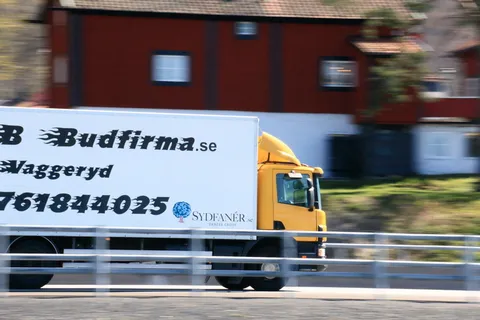 B Budfirma.se
Vaggeryd
761844025
SYDFANÉR